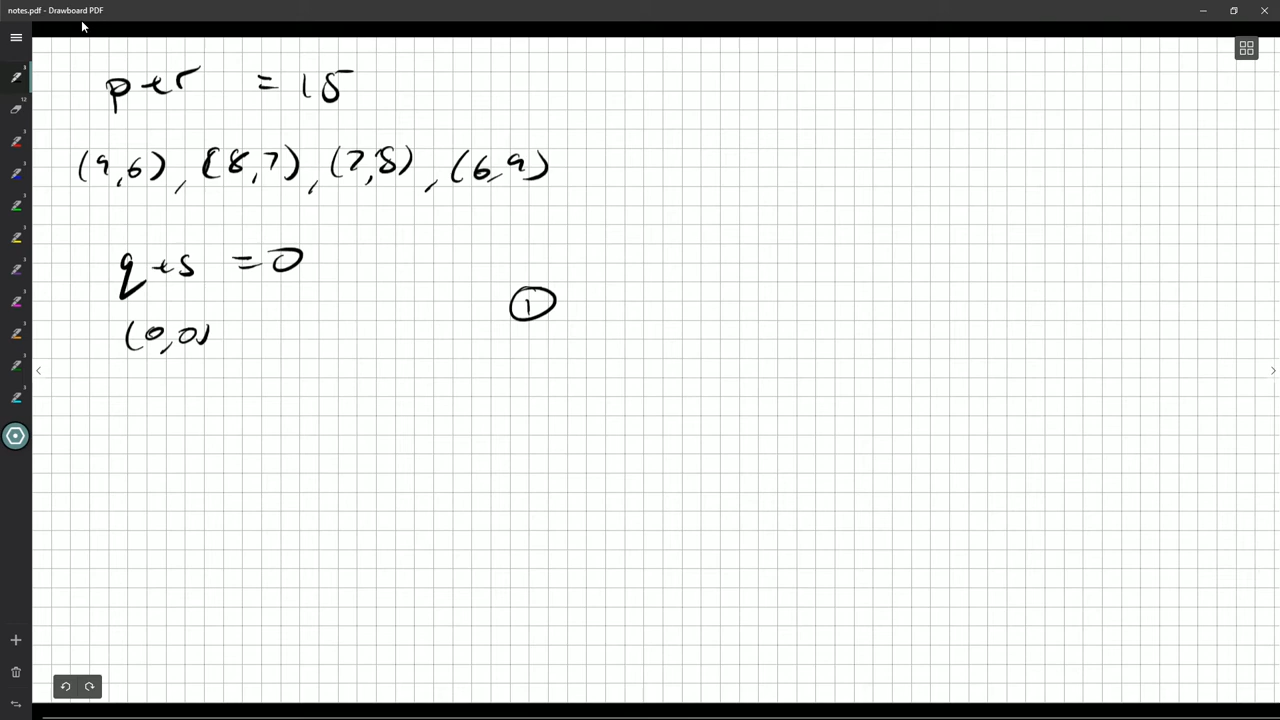 notes.pdf - Drawboard PDF
p+r = 15
(9,6), (8,7), (7,8), (6,9)
q+s = 0
(0,0)
①